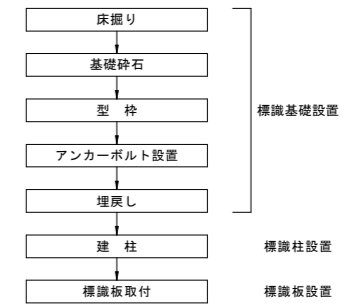 床掘り
基礎砕石
型　枠
標識基礎設置
アンカーボルト設置
埋戻し
建　柱
標識柱設置
標識板取付
標識板設置